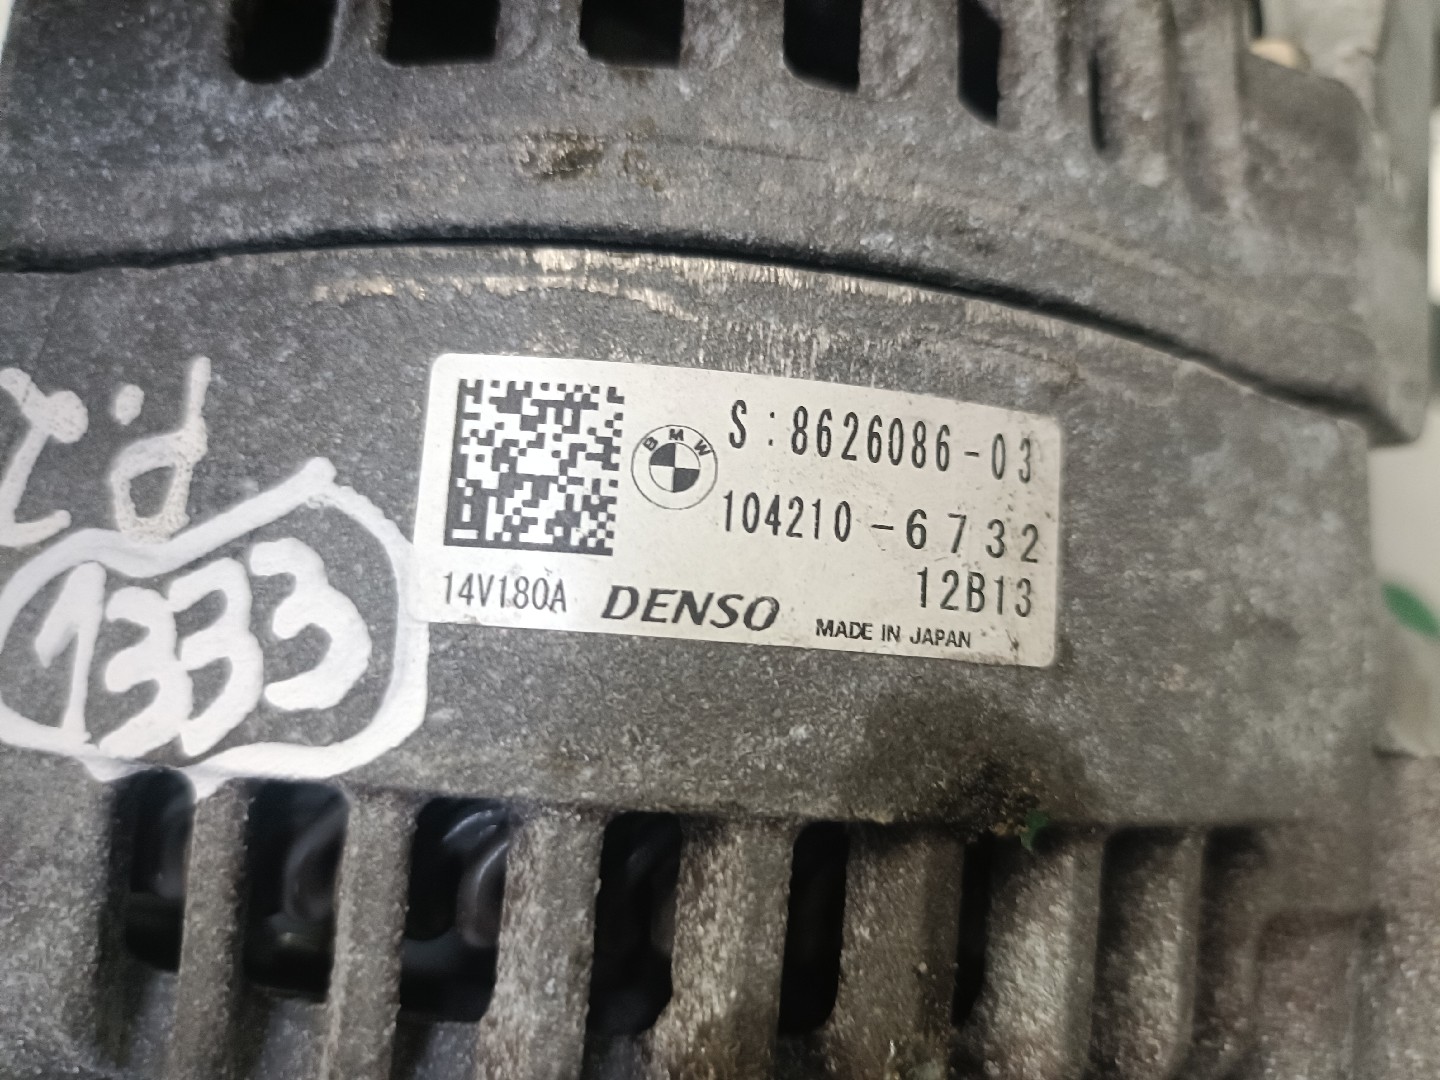 i.d
1333
BMW
S:8626086-03
104210-6732
12B13
14V180A DENSO MADE IN JAPAN